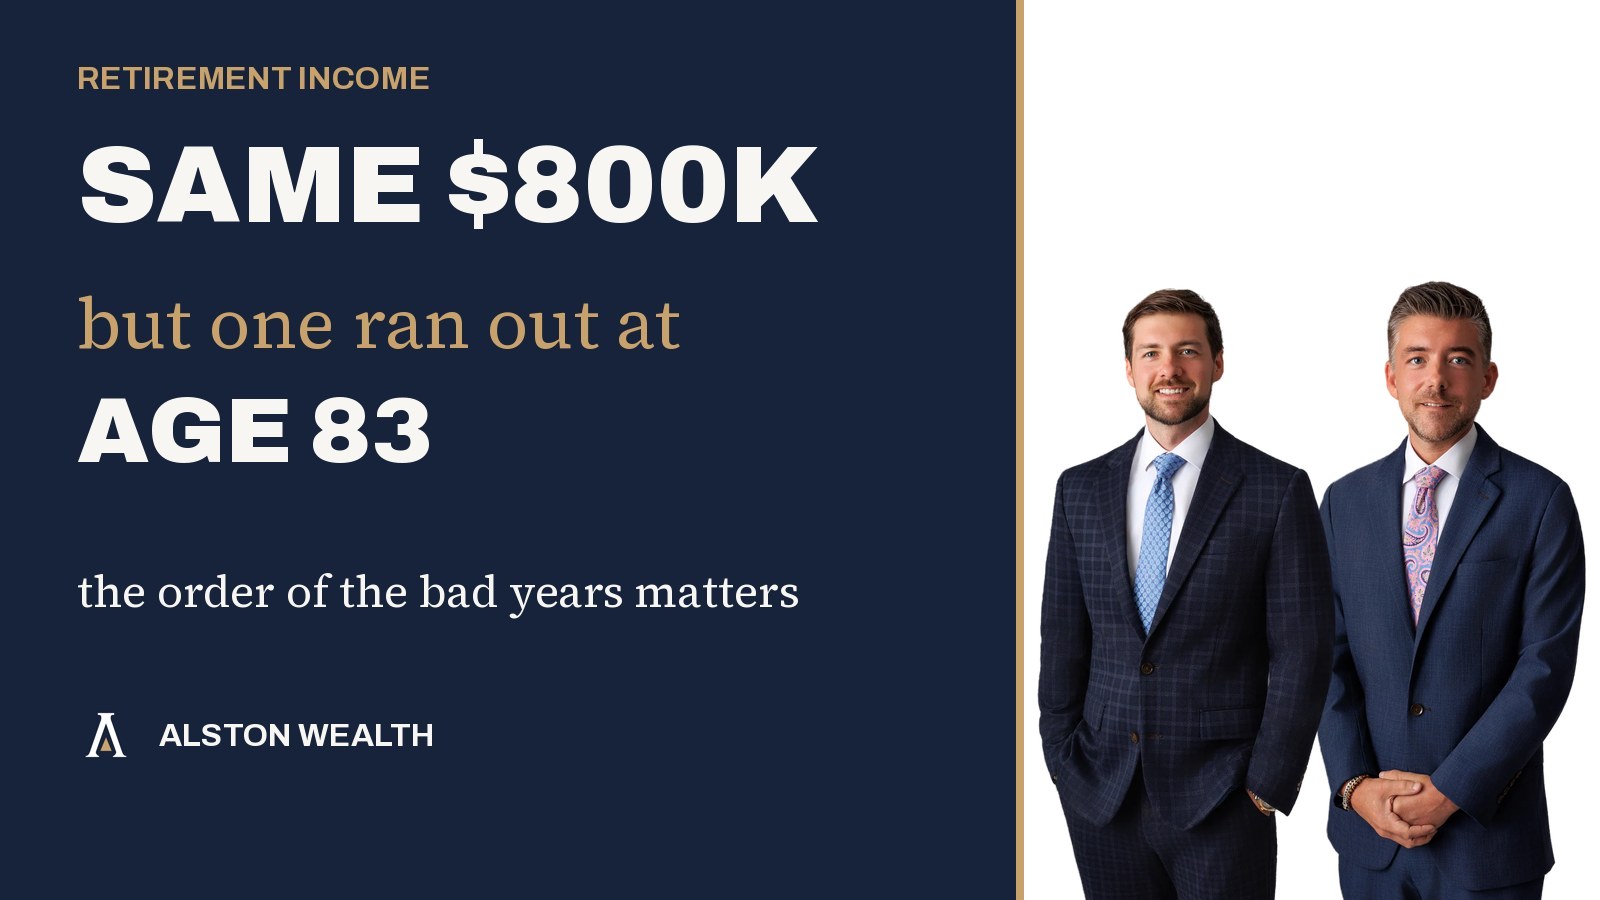 RETIREMENT INCOME
SAME $800K
but one ran out at
AGE 83
the order of the bad years matters
ALSTON WEALTH